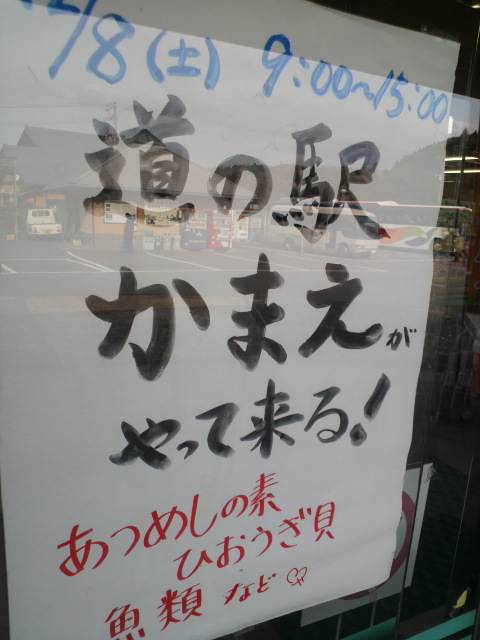 /8(土) 9:00~15:00
道の駅
かまえが
やって来る!
あつめしの素
ひおうぎ貝
魚類など